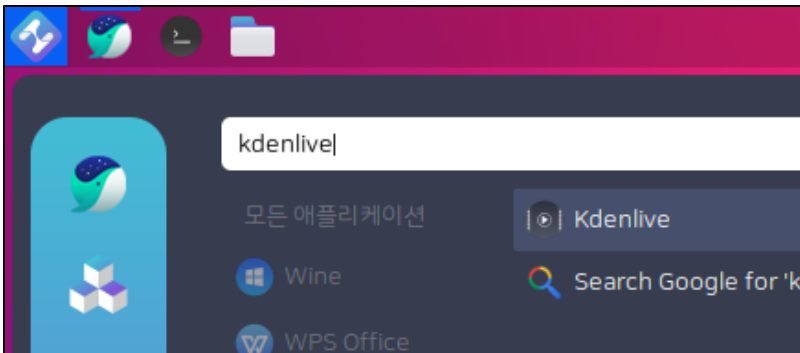 kdenlive
모든 애플리케이션
Kdenlive
Wine
Search Google for 'k
WPS Office